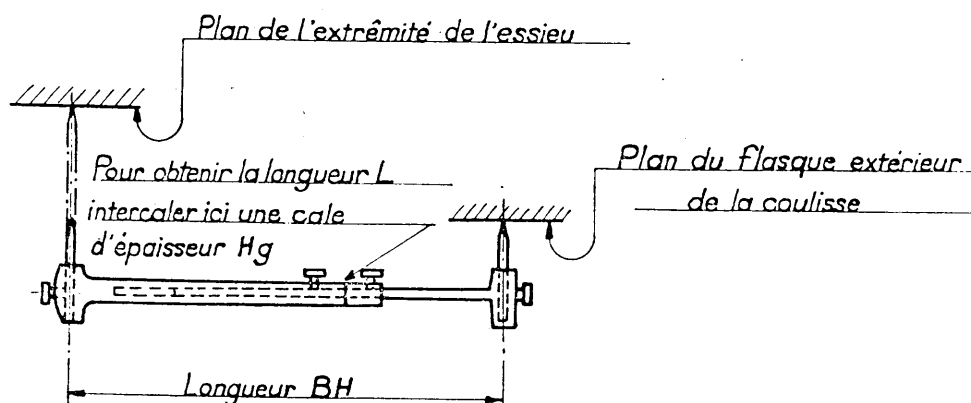 Plan de l'extrêmité de l'essieu
Pour obtenir la longueur L
intercaler ici une cale
d'épaisseur Hg
Plan du flasque extérieur
de la coulisse
Longueur BH